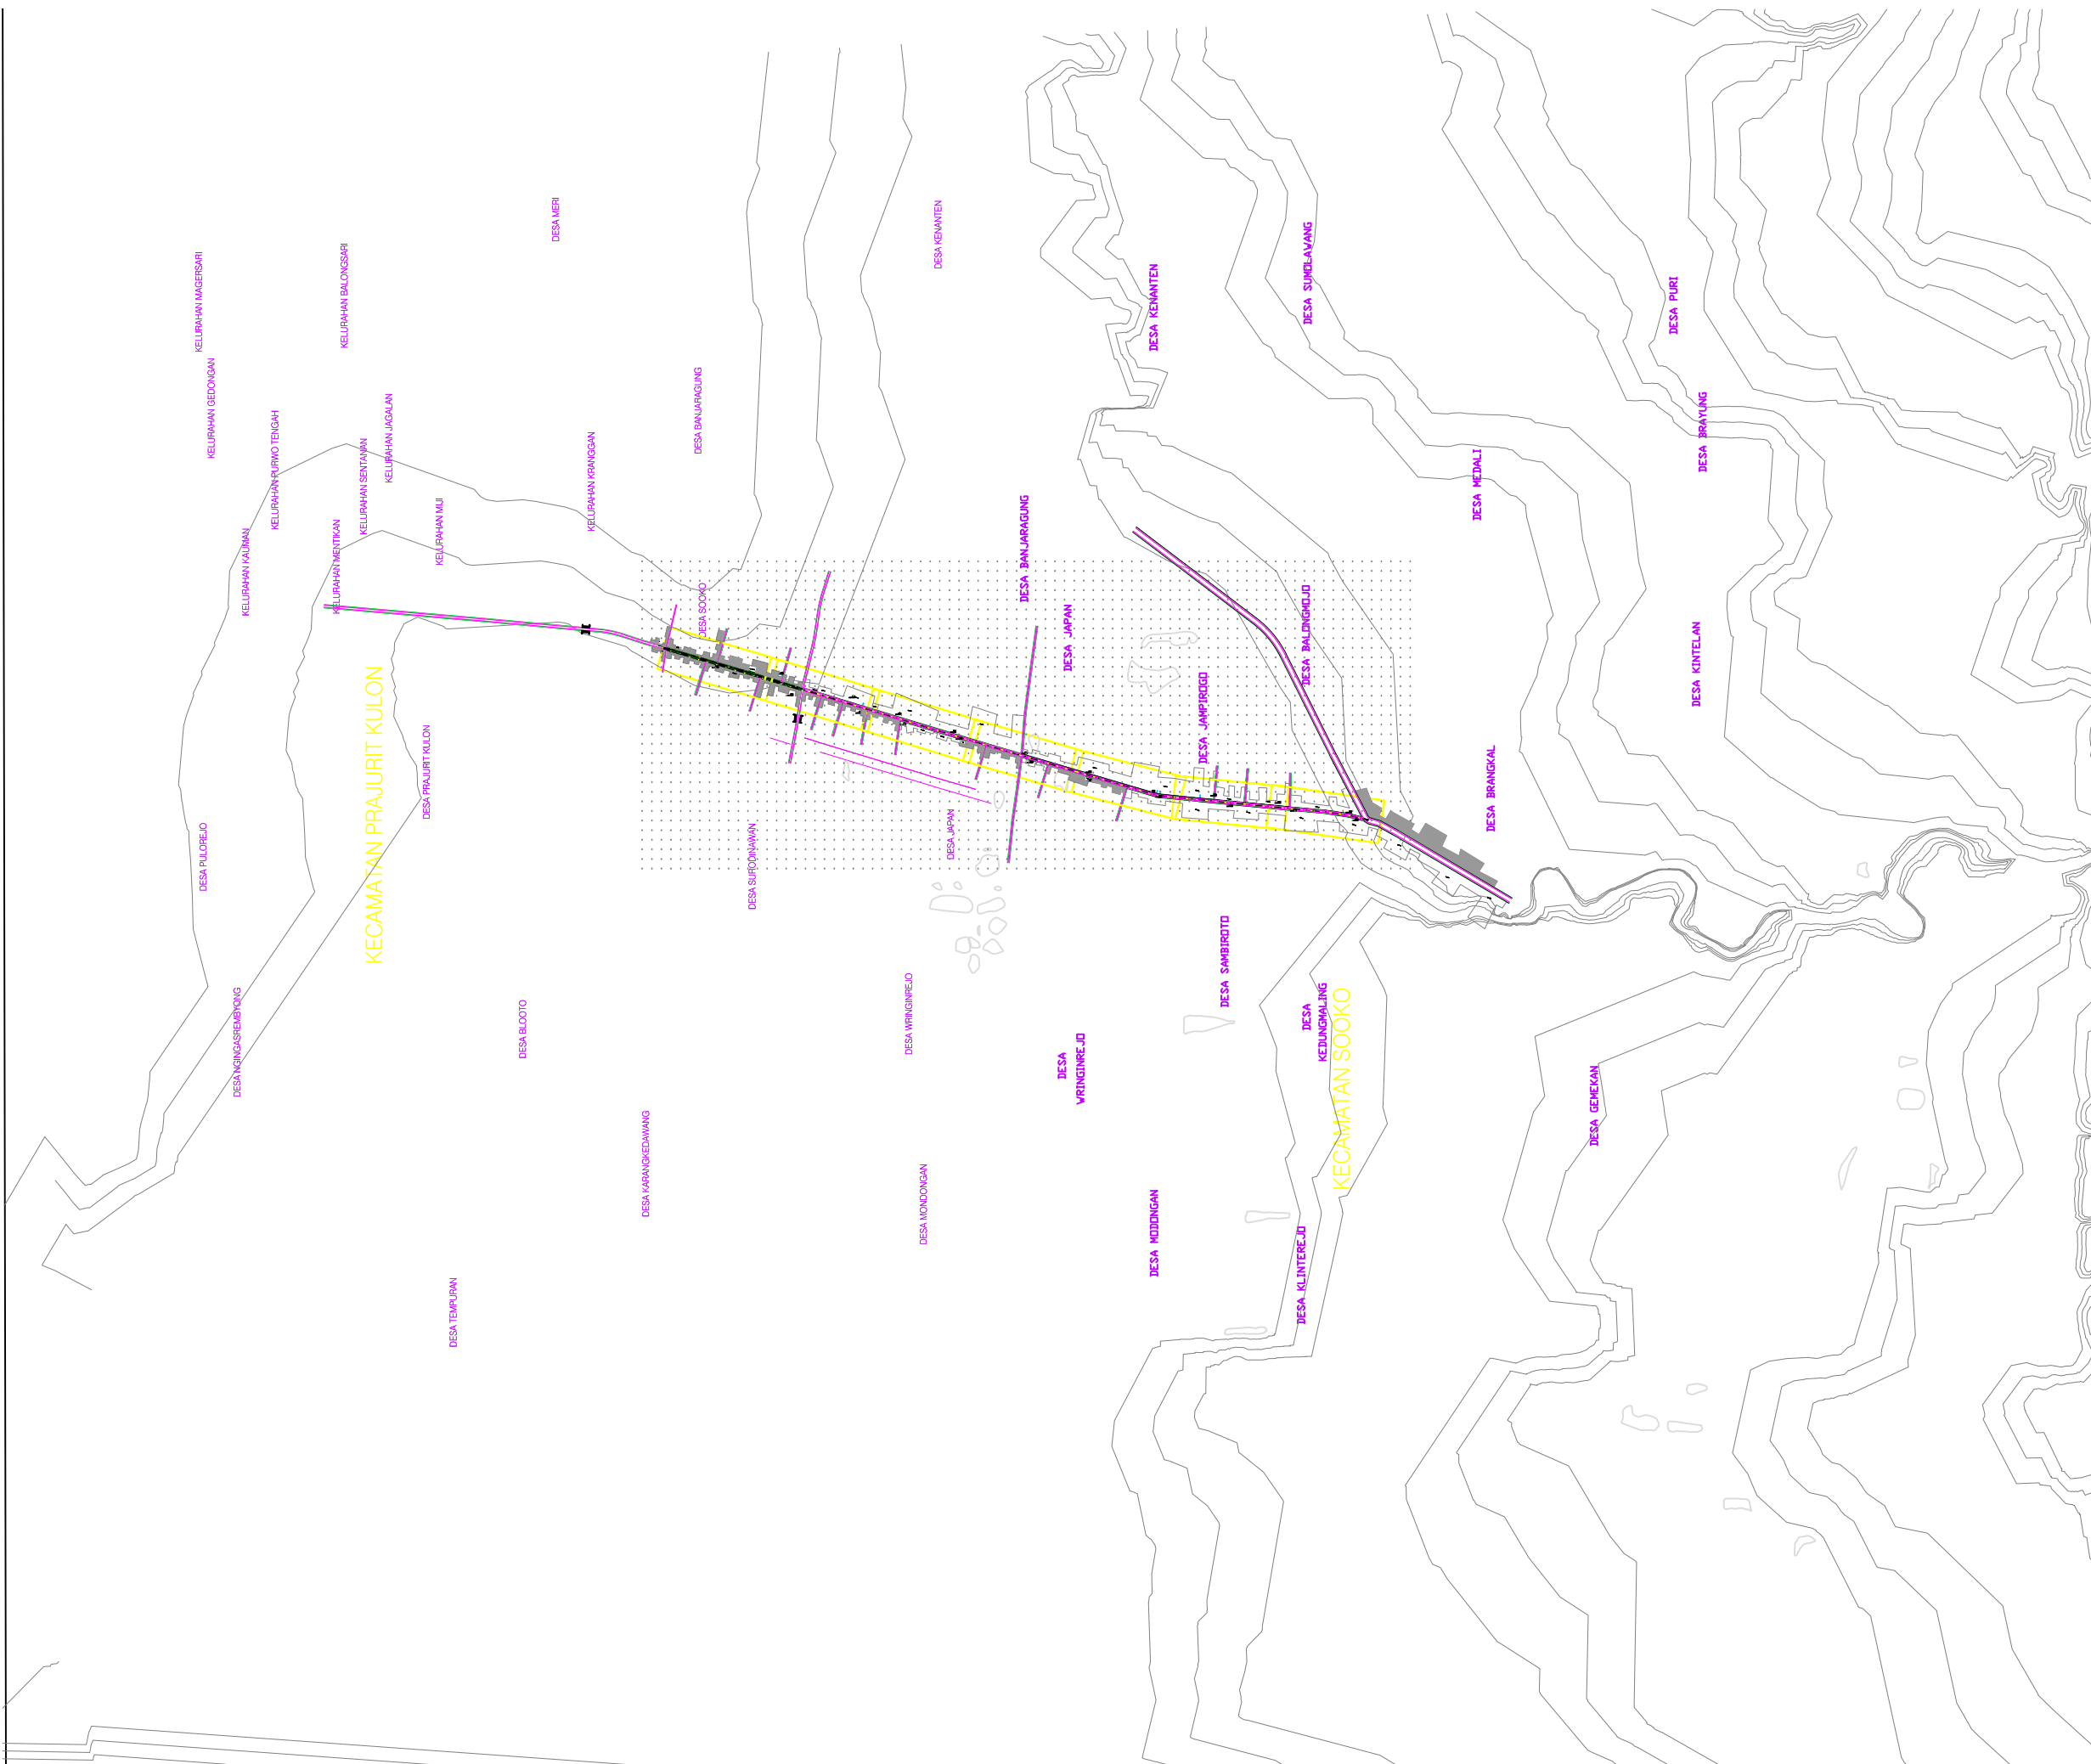 KELURAHAN MAGERSARI
KELURAHAN GEDONGAN
KELURAHAN BALONGSARI
KELURAHAN PURWO TENGAH
KELURAHAN SENTANAN
KELURAHAN JAGALAN
KELURAHAN KAUMAN
KELURAHAN MENTIKAN
KELURAHAN MIJI
KELURAHAN KRANGGAN
DESA MERI
DESA BANJARAGUNG
DESA KENANTEN
DESA SOOKO
DESA PULOREJO
KECAMATAN PRAJURIT KULON
DESA PRAJURIT KULON
DESA NGINGASREMBYONG
DESA BLOOTO
DESA SURODINAWAN
DESA JAPAN
DESA WRINGINREJO
DESA KARANGKEDAWANG
DESA MONDONGAN
DESA TEMPURAN
DESA KENANTEN
DESA SUMOLAWANG
DESA PURI
DESA BRAYUNG
DESA MEDALI
DESA BANJARAGUNG
DESA JAPAN
DESA BALONGMOJO
DESA JAMPIROGO
DESA KINTELAN
DESA BRANGKAL
DESA SAMBIROTO
DESA
KEDUNGMALING
KECAMATAN SOOKO
DESA
WRINGINREJO
DESA GEMEKAN
DESA MODONGAN
DESA KLINTEREJO